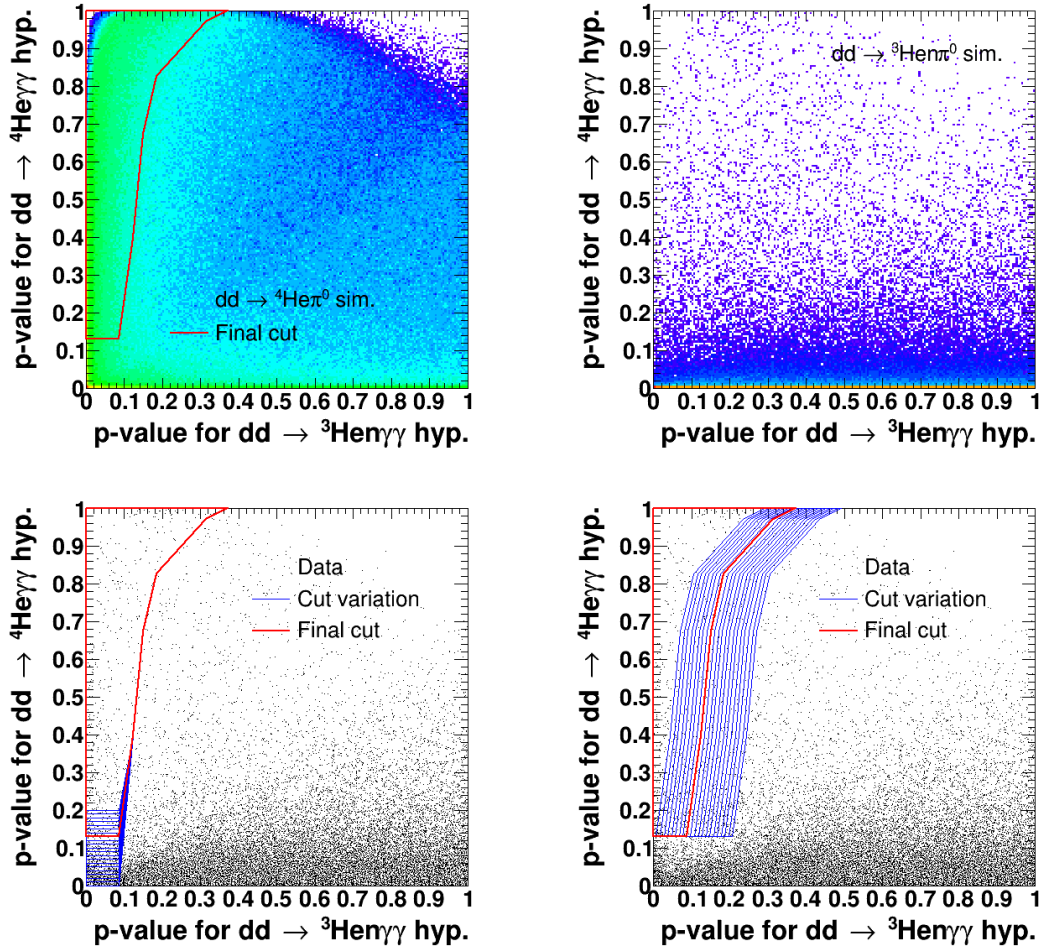 p-value for dd → ⁴Heγγ hyp.
1
0.9
0.8
0.7
0.6
0.5
0.4
0.3
0.2
0.1
0
dd → ⁴Heπ⁰ sim.
Final cut
0 0.1 0.2 0.3 0.4 0.5 0.6 0.7 0.8 0.9 1
p-value for dd → ³Henγγ hyp.
p-value for dd → ⁴Heγγ hyp.
1
0.9
0.8
0.7
0.6
0.5
0.4
0.3
0.2
0.1
0
dd → ³Henπ⁰ sim.
0 0.1 0.2 0.3 0.4 0.5 0.6 0.7 0.8 0.9 1
p-value for dd → ³Henγγ hyp.
p-value for dd → ⁴Heγγ hyp.
1
0.9
0.8
0.7
0.6
0.5
0.4
0.3
0.2
0.1
0
Data
Cut variation
Final cut
0 0.1 0.2 0.3 0.4 0.5 0.6 0.7 0.8 0.9 1
p-value for dd → ³Henγγ hyp.
p-value for dd → ⁴Heγγ hyp.
1
0.9
0.8
0.7
0.6
0.5
0.4
0.3
0.2
0.1
0
Data
Cut variation
Final cut
0 0.1 0.2 0.3 0.4 0.5 0.6 0.7 0.8 0.9 1
p-value for dd → ³Henγγ hyp.